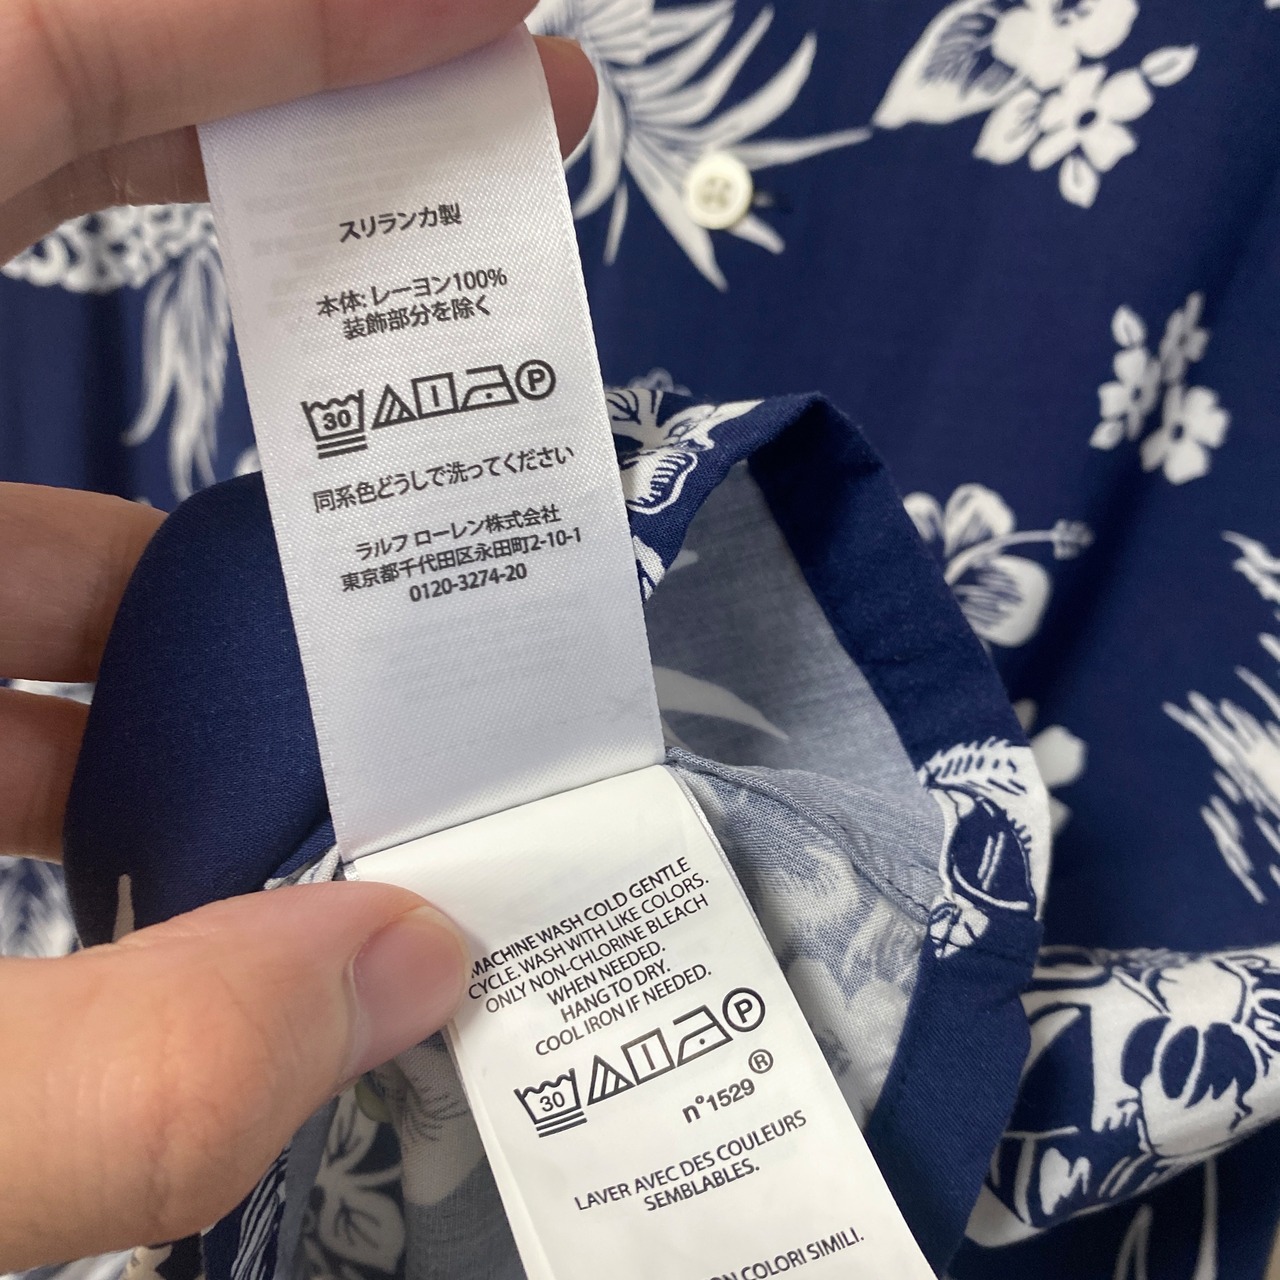 スリランカ製
本体: レーヨン100%
装飾部分を除く
30
P
同系色どうしで洗ってください
ラルフ ローレン株式会社
東京都千代田区永田町2-10-1
0120-3274-20
MACHINE WASH COLD GENTLE
CYCLE. WASH WITH LIKE COLORS.
ONLY NON-CHLORINE BLEACH
WHEN NEEDED.
HANG TO DRY.
COOL IRON IF NEEDED.
30
P
n°1529®
LAVER AVEC DES COULEURS
SEMBLABLES.
COLORI SIMILI.